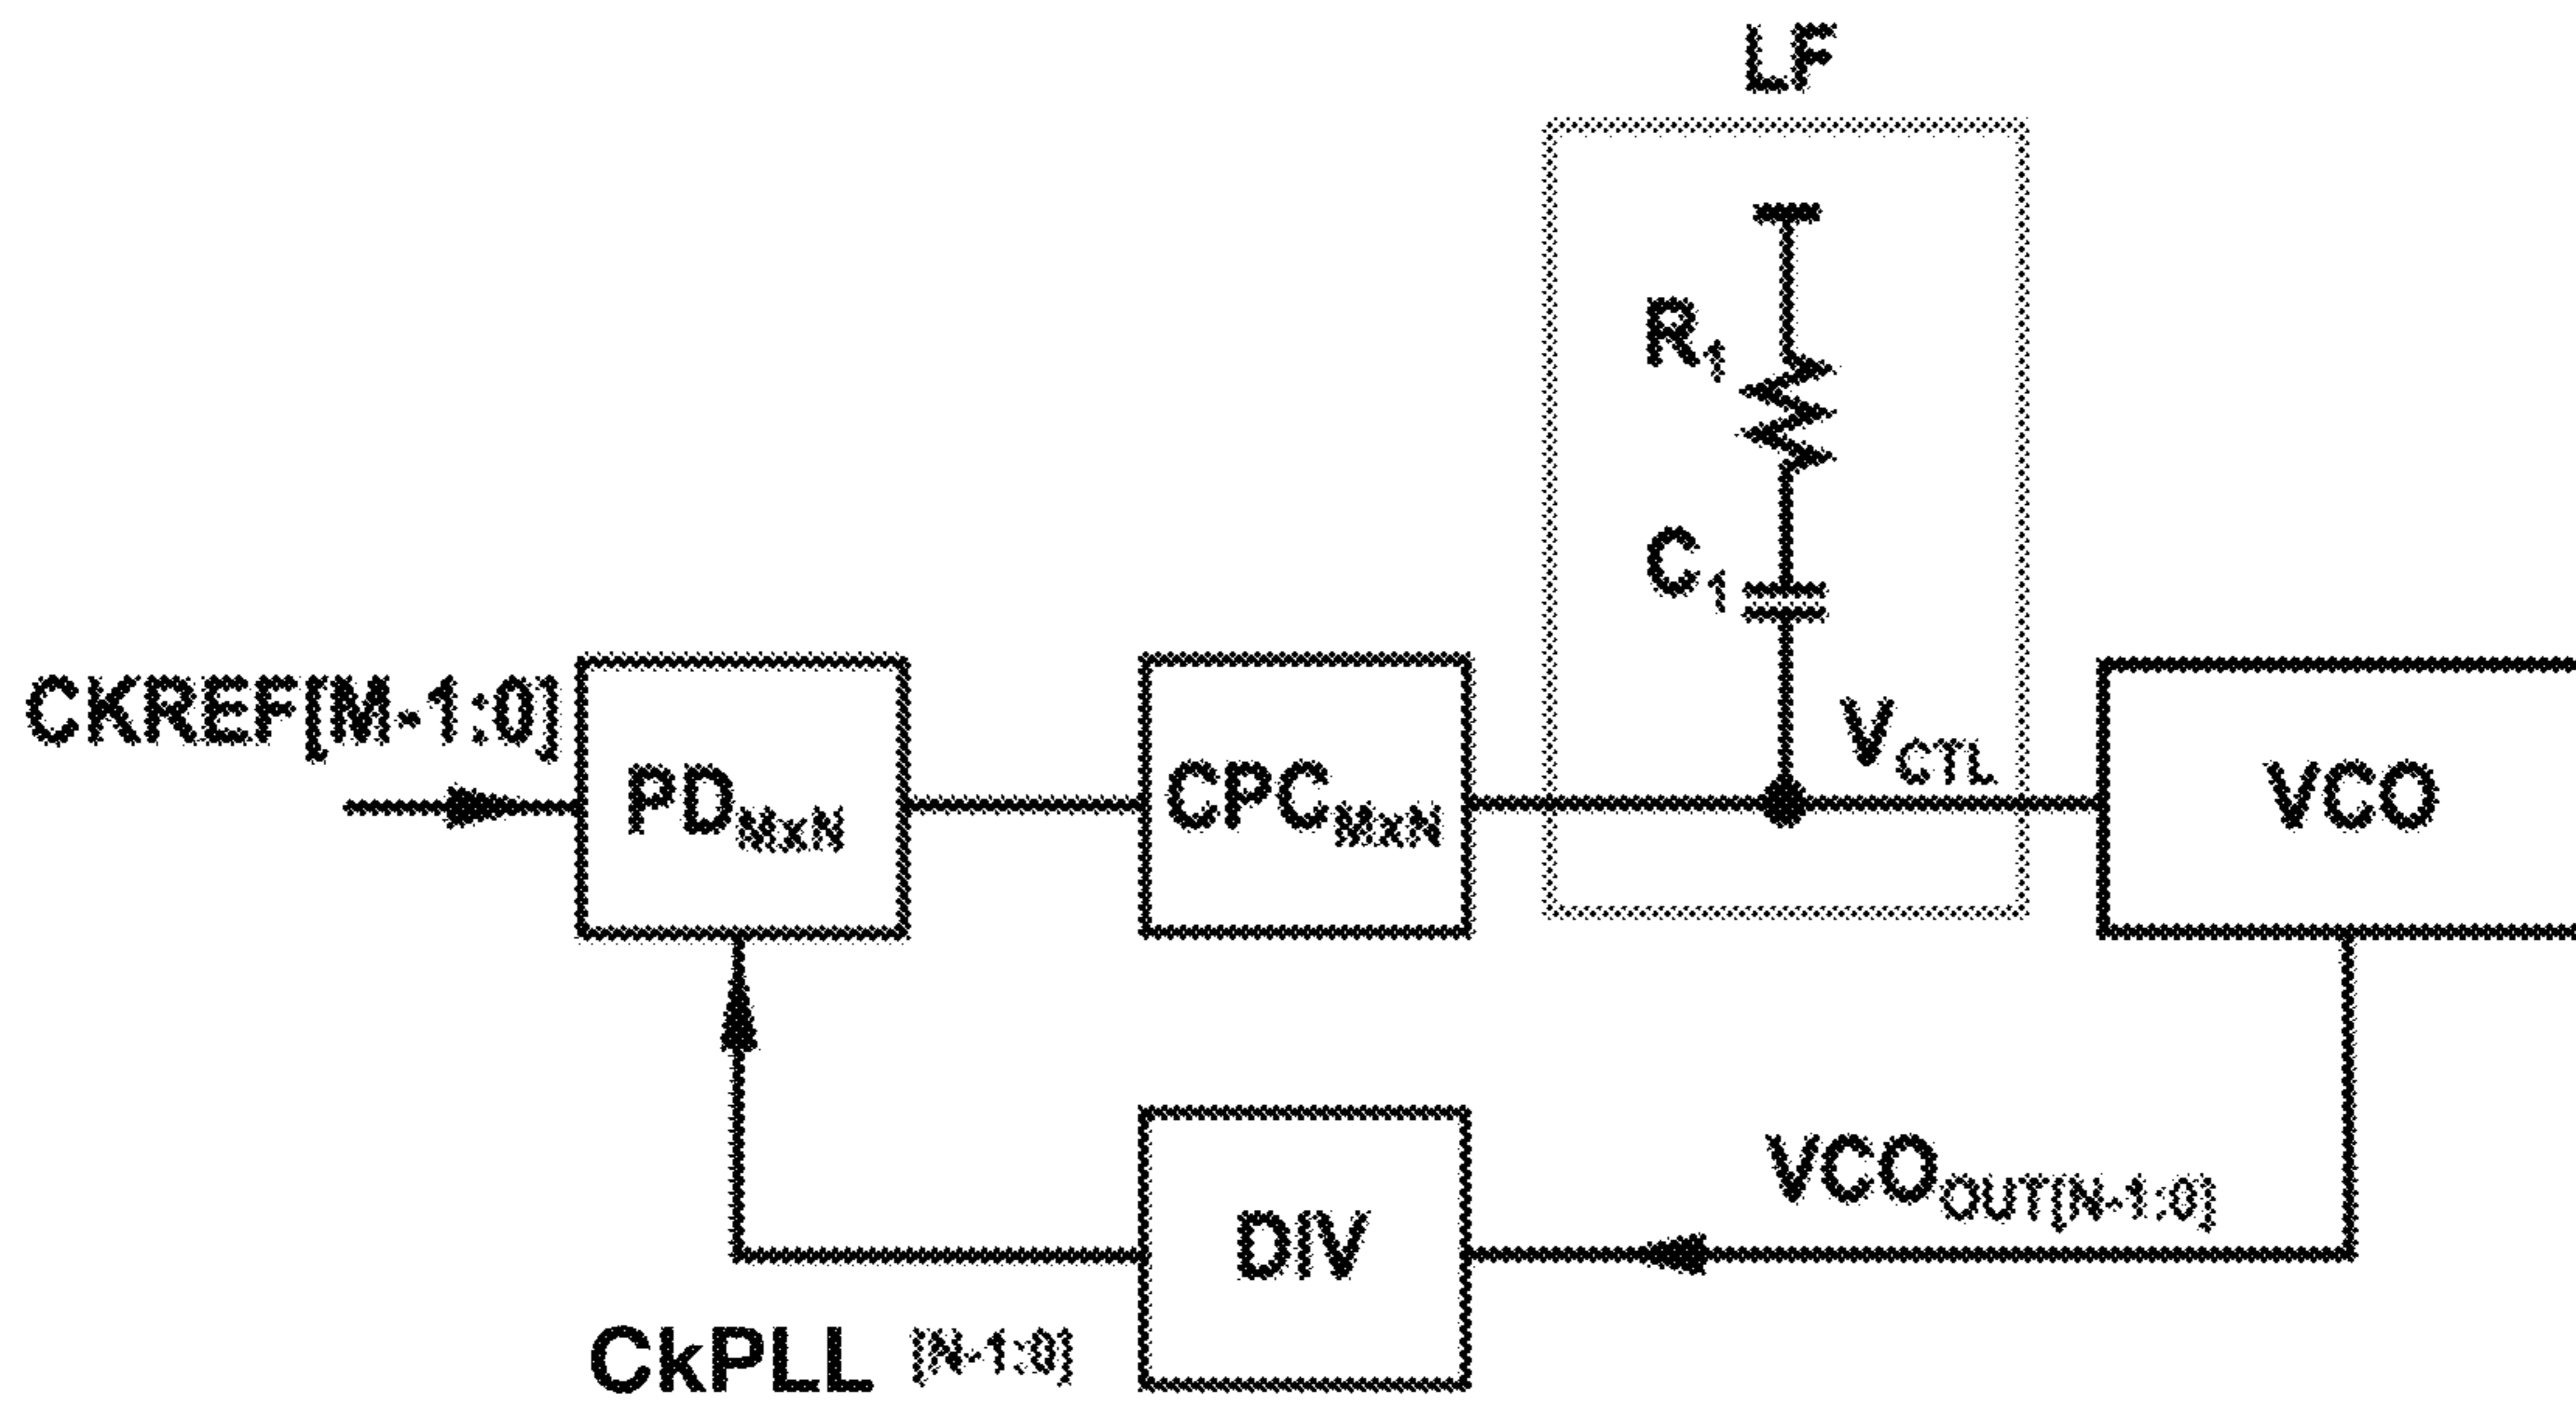 LF
R1
C1
CKREF[M-1:0]
VCTL
PDMxN
CPCMxN
VCO
VCOOUT[N-1:0]
DIV
CkPLL [N-1:0]